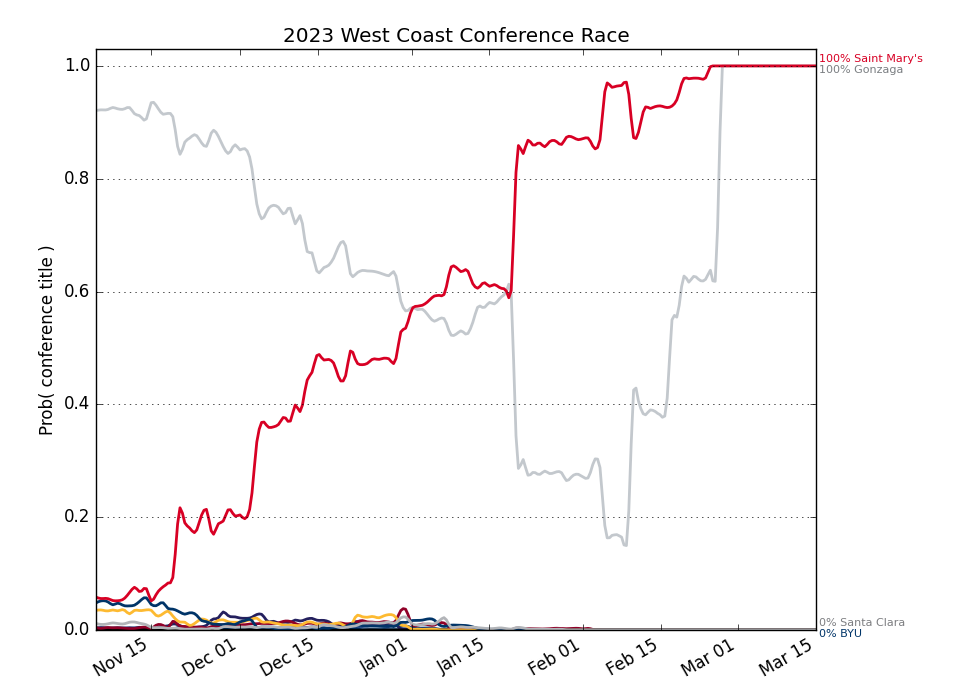 2023 West Coast Conference Race
Prob( conference title )
1.0
0.8
0.6
0.4
0.2
0.0
100% Saint Mary's
100% Gonzaga
0% Santa Clara
0% BYU
Nov 15
Dec 01
Dec 15
Jan 01
Jan 15
Feb 01
Feb 15
Mar 01
Mar 15